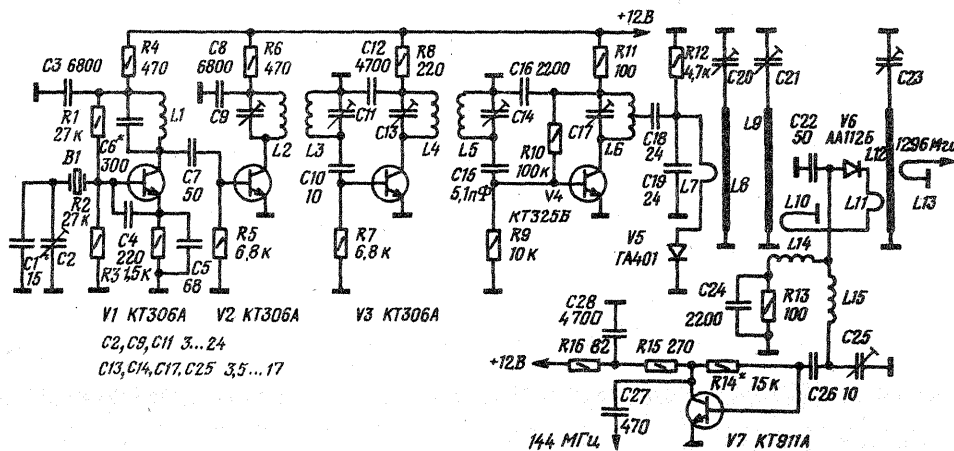 +12В
C3 6800
R4
470
C8
6800
R6
470
C12
4700
R8
220
C16 2200
R11
100
R12
4,7к
C20
C21
C23
R1
27к
C6*
300
L1
C9
L2
L3
C11
C13
L4
L5
C14
C17
L6
C18
24
C22
50
V6
АА112Б
L12
1296 МГц
В1
R2
27к
C7
50
C10
10
C16
5,1пФ
R10
100к
V4
КТ325Б
C19
24
L7
L8
L9
L10
L11
L13
C1
15
C2
C4
220
R3 1,5к
C5
68
R5
6,8к
R7
6,8к
R9
10к
V5
ГА401
L14
C24
2200
R13
100
L15
V1 КТ306А
V2 КТ306А
V3 КТ306А
C28
4700
C25
C2, C9, C11 3...24
C13, C14, C17, C25 3,5...17
+12В
R16 82
R15 270
R14* 15к
C26 10
C27
470
144 МГц
V7 КТ911А